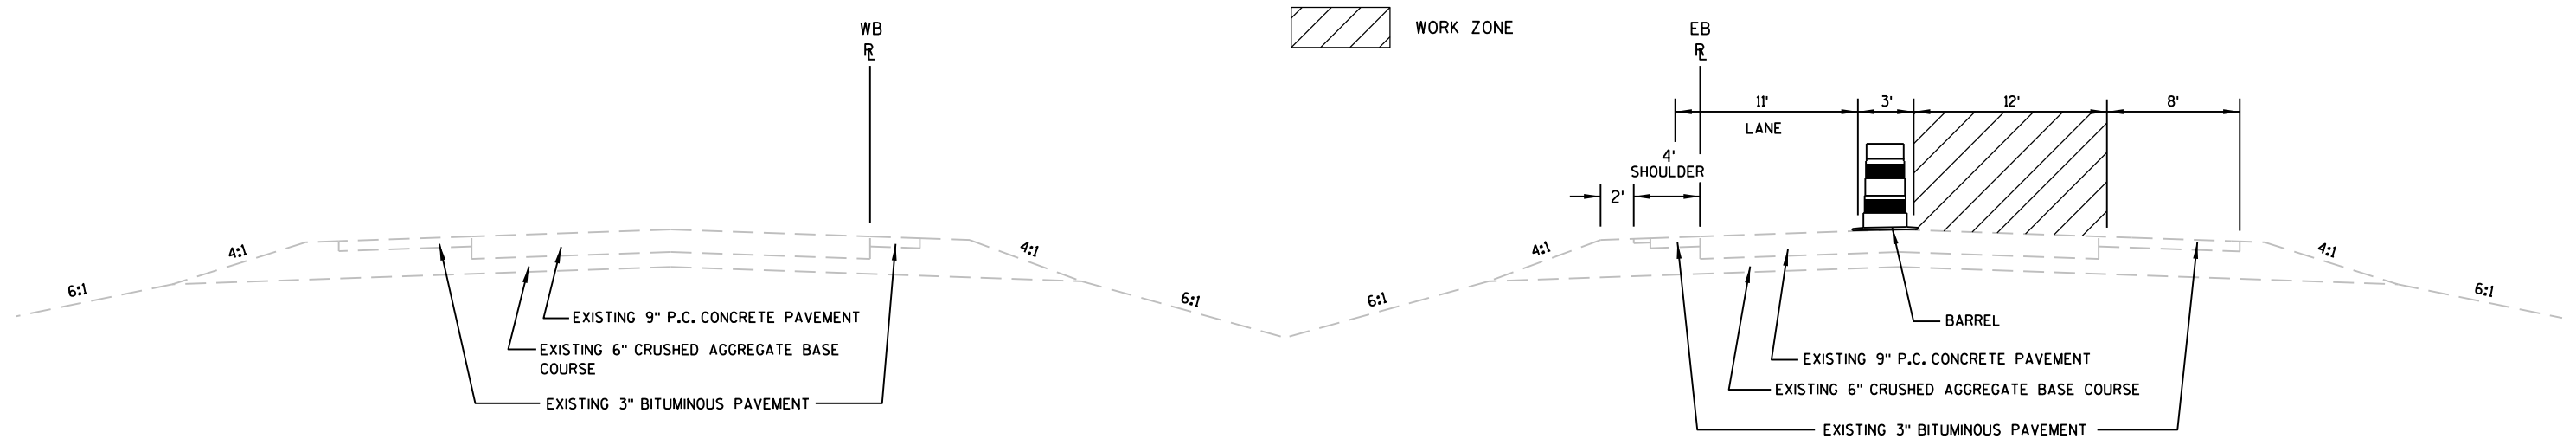 WORK ZONE
WB
RL
EB
RL
11'
3'
12'
8'
LANE
4'
SHOULDER
2'
4:1
4:1
4:1
4:1
6:1
6:1
6:1
6:1
EXISTING 9" P.C. CONCRETE PAVEMENT
EXISTING 6" CRUSHED AGGREGATE BASE
COURSE
EXISTING 3" BITUMINOUS PAVEMENT
BARREL
EXISTING 9" P.C. CONCRETE PAVEMENT
EXISTING 6" CRUSHED AGGREGATE BASE COURSE
EXISTING 3" BITUMINOUS PAVEMENT